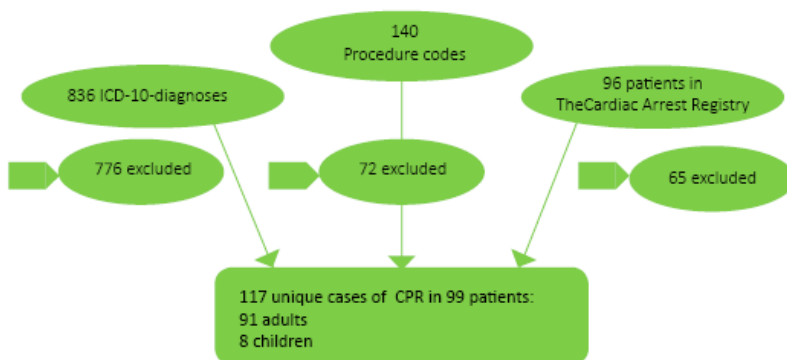 140
Procedure codes
836 ICD-10-diagnoses
96 patients in
TheCardiac Arrest Registry
776 excluded
72 excluded
65 excluded
117 unique cases of CPR in 99 patients:
91 adults
8 children